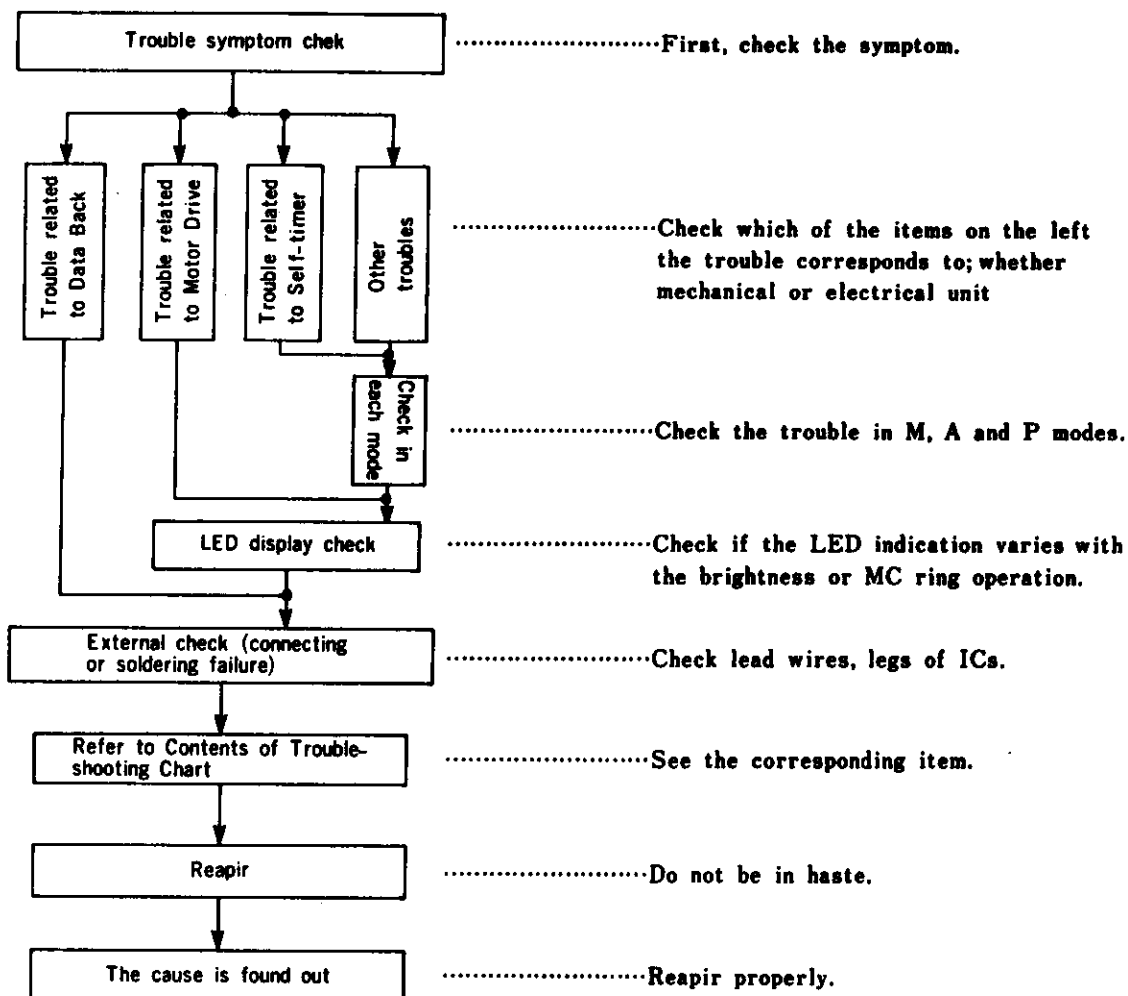 Trouble symptom chek
First, check the symptom.
Trouble related
to Data Back
Trouble related
to Motor Drive
Trouble related
to Self-timer
Other
troubles
Check which of the items on the left
the trouble corresponds to; whether
mechanical or electrical unit
Check in
each mode
Check the trouble in M, A and P modes.
LED display check
Check if the LED indication varies with
the brightness or MC ring operation.
External check (connecting
or soldering failure)
Check lead wires, legs of ICs.
Refer to Contents of Trouble-
shooting Chart
See the corresponding item.
Reapir
Do not be in haste.
The cause is found out
Reapir properly.